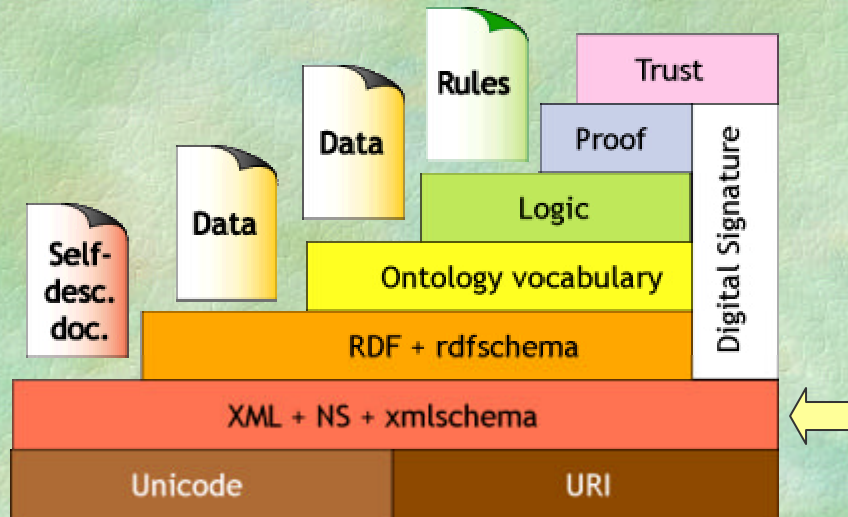 Trust
Rules
Proof
Data
Logic
Data
Digital Signature
Self-
desc.
doc.
Ontology vocabulary
RDF + rdfschema
XML + NS + xmlschema
Unicode
URI